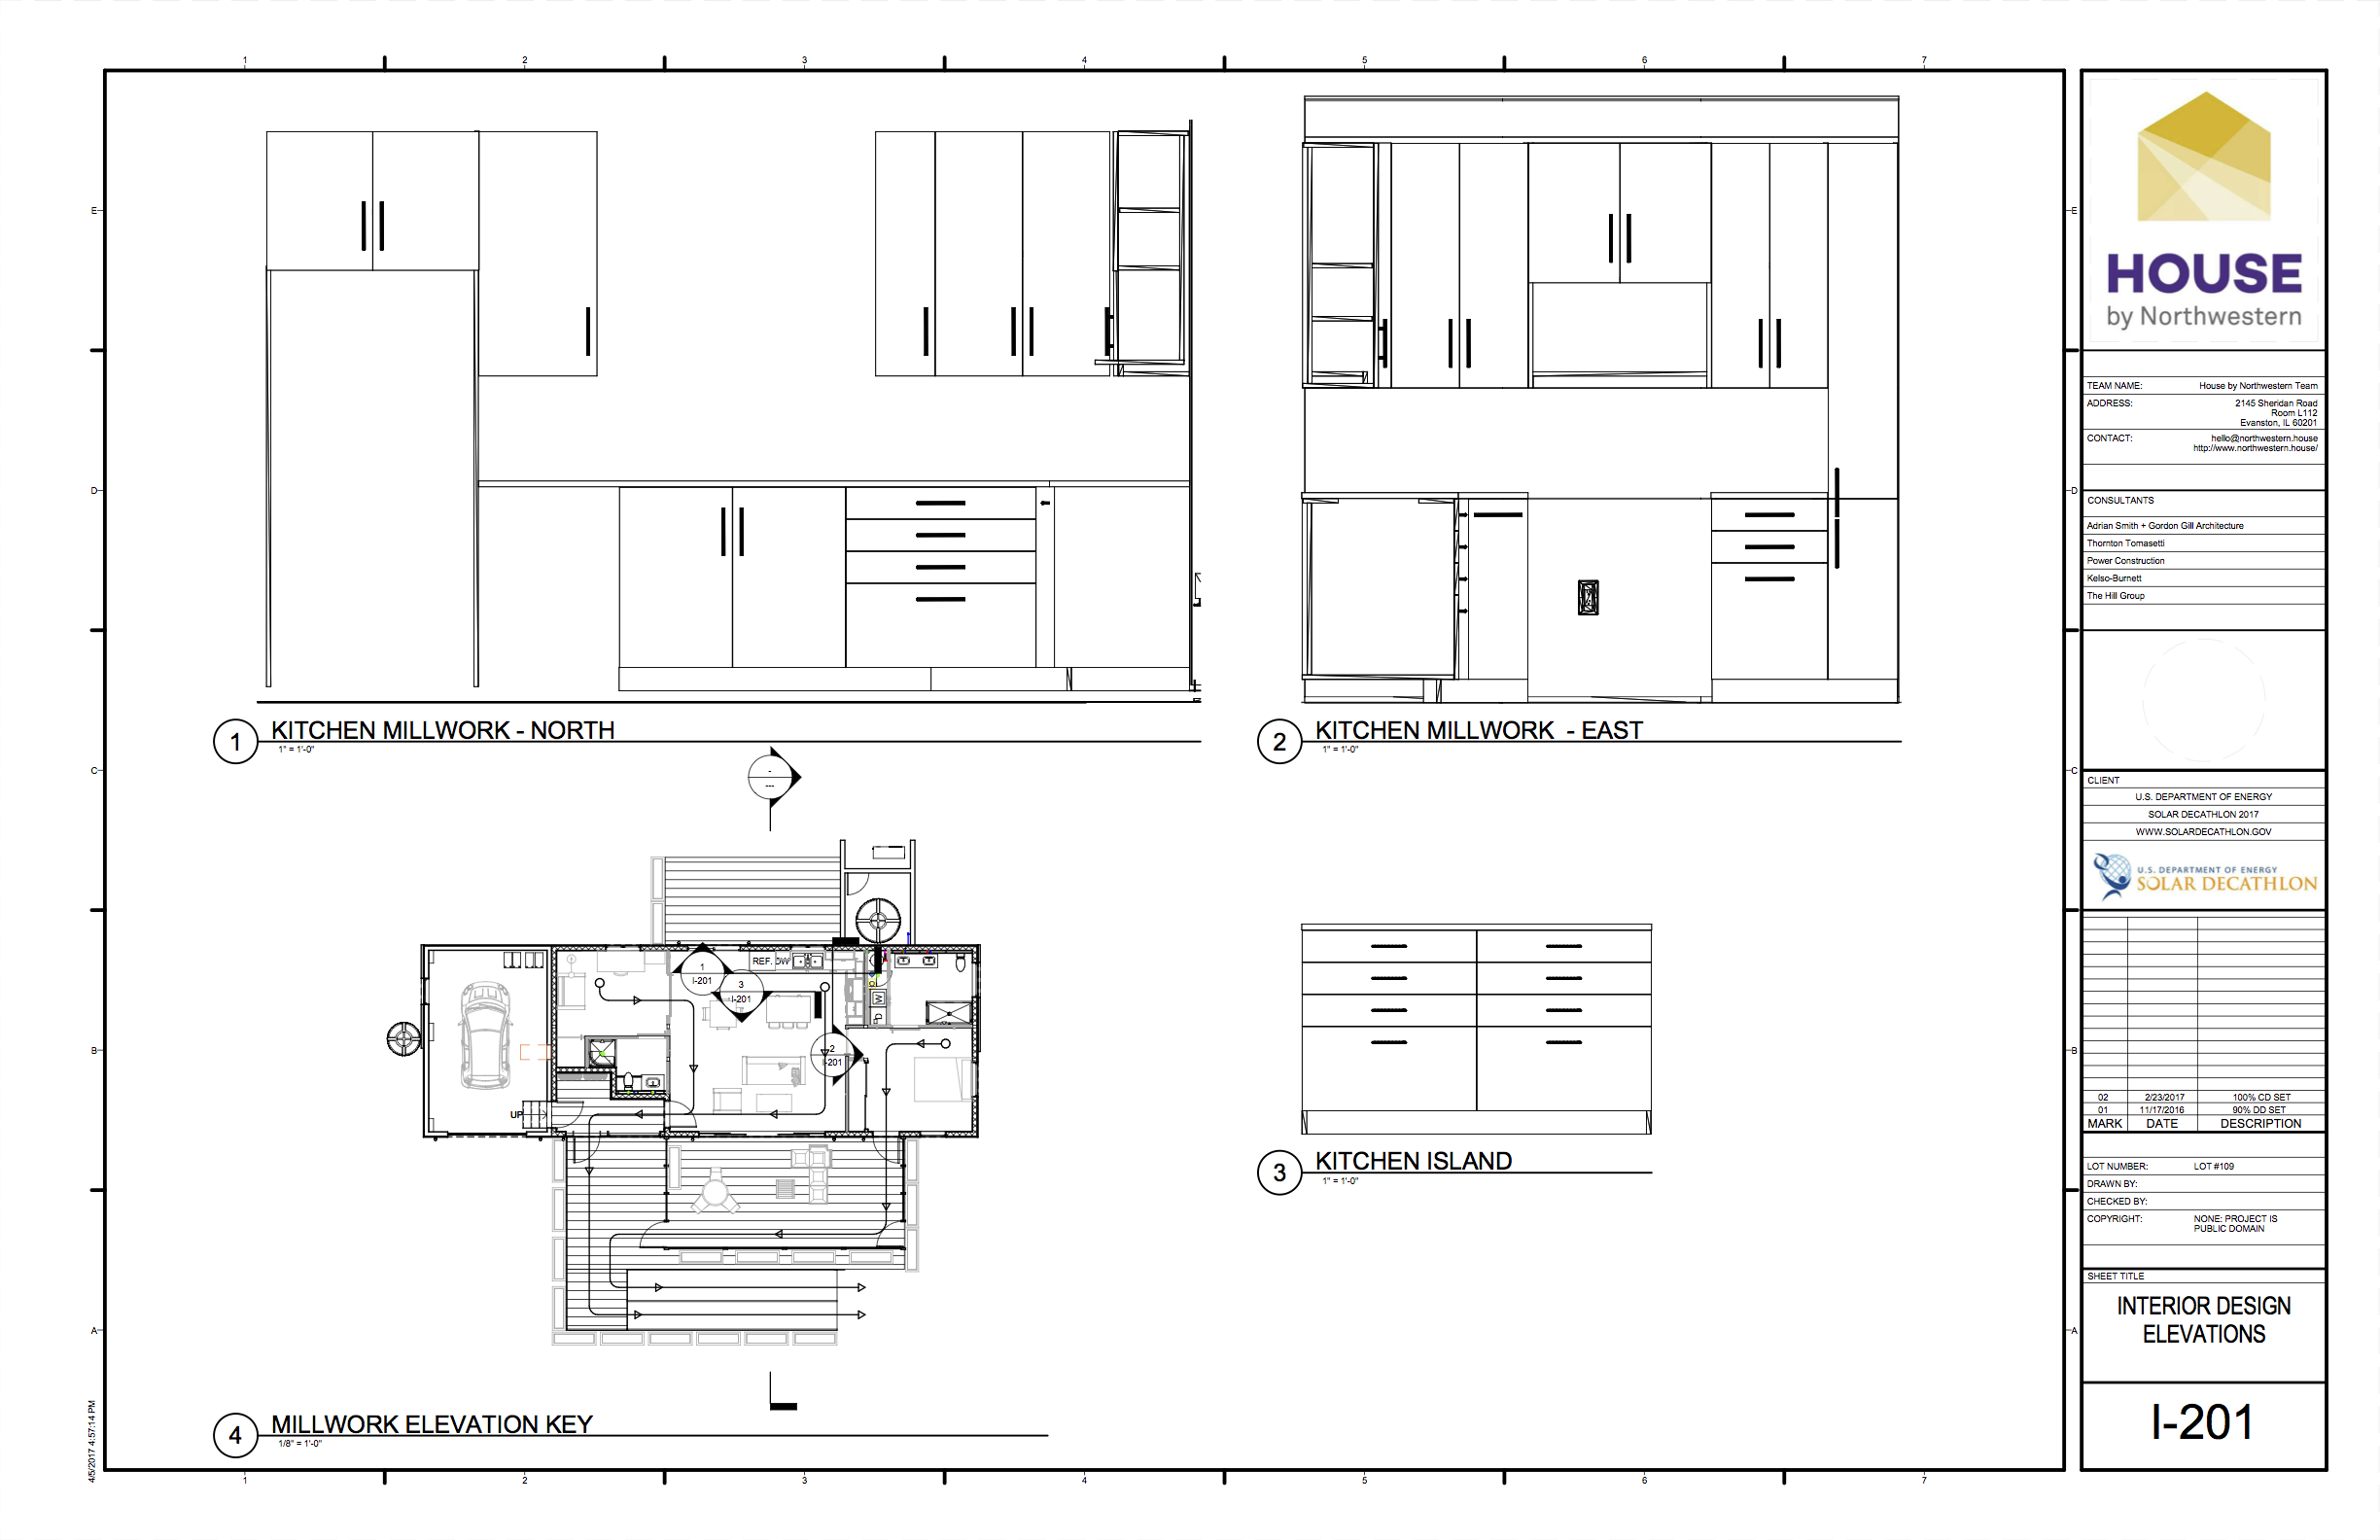 1 2 3 4 5 6 7
E
D
C
B
A
E
D
C
B
A
1
KITCHEN MILLWORK - NORTH
1" = 1'-0"
2
KITCHEN MILLWORK - EAST
1" = 1'-0"
-
---
REF. DW
1
I-201
3
I-201
2
I-201
W
D
UP
3
KITCHEN ISLAND
1" = 1'-0"
4
MILLWORK ELEVATION KEY
1/8" = 1'-0"
4/5/2017 4:57:14 PM
1 2 3 4 5 6 7
HOUSE
by Northwestern
TEAM NAME: House by Northwestern Team
ADDRESS: 2145 Sheridan Road
Room L112
Evanston, IL 60201
CONTACT: hello@northwestern.house
http://www.northwestern.house/
CONSULTANTS
Adrian Smith + Gordon Gill Architecture
Thornton Tomasetti
Power Construction
Kelso-Burnett
The Hill Group
CLIENT
U.S. DEPARTMENT OF ENERGY
SOLAR DECATHLON 2017
WWW.SOLARDECATHLON.GOV
U.S. DEPARTMENT OF ENERGY
SOLAR DECATHLON
02 2/23/2017 100% CD SET
01 11/17/2016 90% DD SET
MARK DATE DESCRIPTION
LOT NUMBER: LOT #109
DRAWN BY:
CHECKED BY:
COPYRIGHT: NONE: PROJECT IS
PUBLIC DOMAIN
SHEET TITLE
INTERIOR DESIGN
ELEVATIONS
I-201